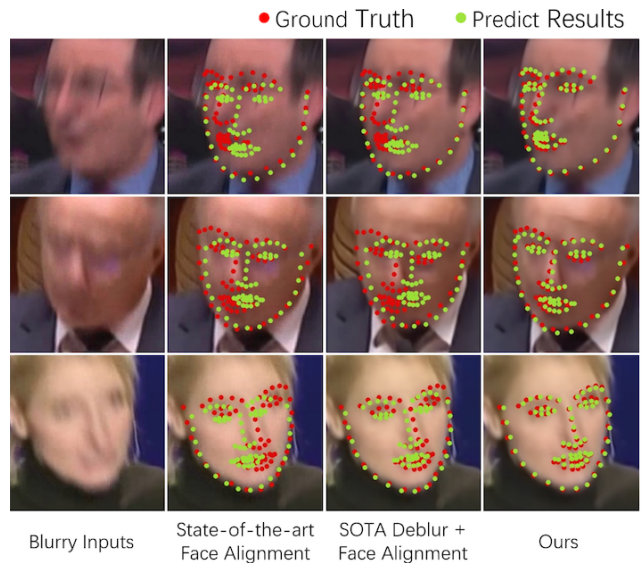 Ground Truth
Predict Results
Blurry Inputs
State-of-the-art
Face Alignment
SOTA Deblur +
Face Alignment
Ours